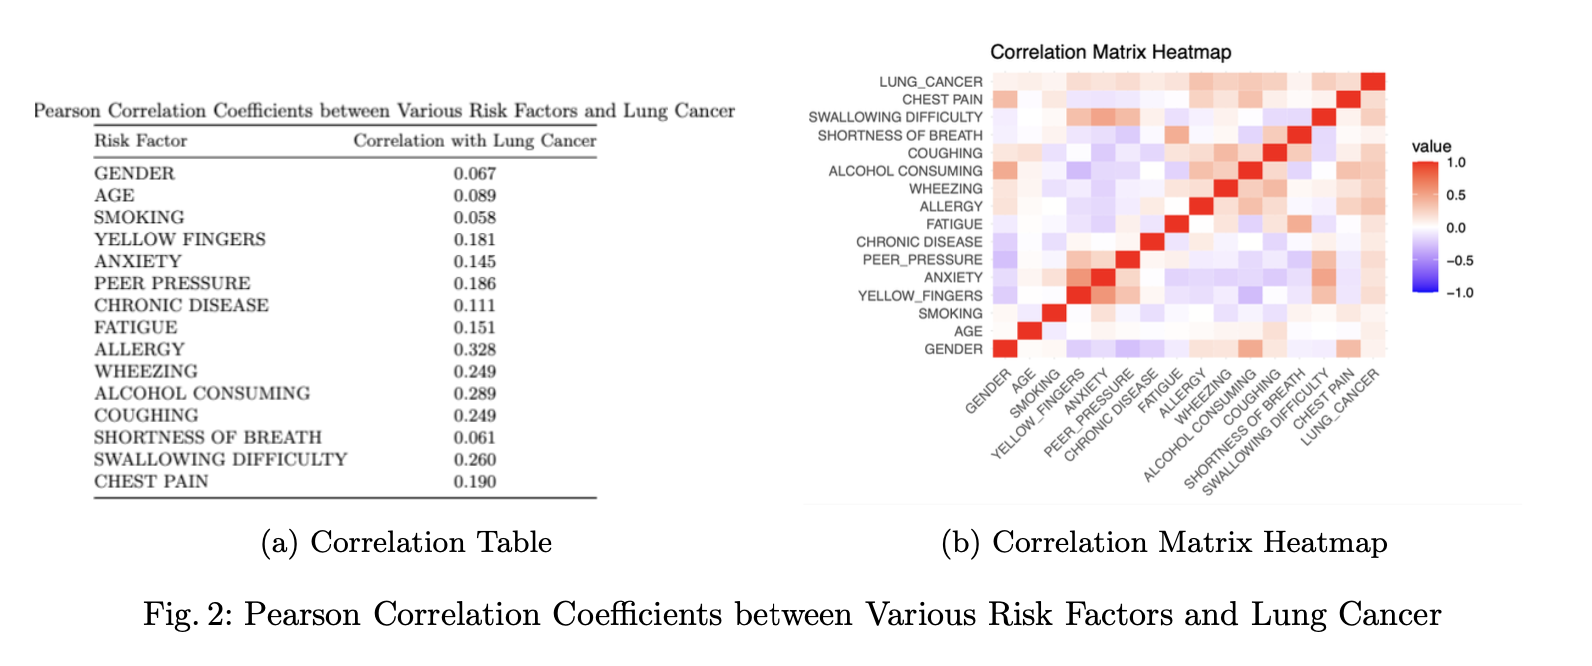 Pearson Correlation Coefficients between Various Risk Factors and Lung Cancer
Risk Factor Correlation with Lung Cancer
GENDER 0.067
AGE 0.089
SMOKING 0.058
YELLOW FINGERS 0.181
ANXIETY 0.145
PEER PRESSURE 0.186
CHRONIC DISEASE 0.111
FATIGUE 0.151
ALLERGY 0.328
WHEEZING 0.249
ALCOHOL CONSUMING 0.289
COUGHING 0.249
SHORTNESS OF BREATH 0.061
SWALLOWING DIFFICULTY 0.260
CHEST PAIN 0.190
(a) Correlation Table
Correlation Matrix Heatmap
LUNG_CANCER
CHEST PAIN
SWALLOWING DIFFICULTY
SHORTNESS OF BREATH
COUGHING
ALCOHOL CONSUMING
WHEEZING
ALLERGY
FATIGUE
CHRONIC DISEASE
PEER_PRESSURE
ANXIETY
YELLOW_FINGERS
SMOKING
AGE
GENDER
GENDER
AGE
SMOKING
YELLOW_FINGERS
ANXIETY
PEER_PRESSURE
CHRONIC DISEASE
FATIGUE
ALLERGY
WHEEZING
ALCOHOL CONSUMING
COUGHING
SHORTNESS OF BREATH
SWALLOWING DIFFICULTY
CHEST PAIN
LUNG_CANCER
value
1.0
0.5
0.0
−0.5
−1.0
(b) Correlation Matrix Heatmap
Fig. 2: Pearson Correlation Coefficients between Various Risk Factors and Lung Cancer